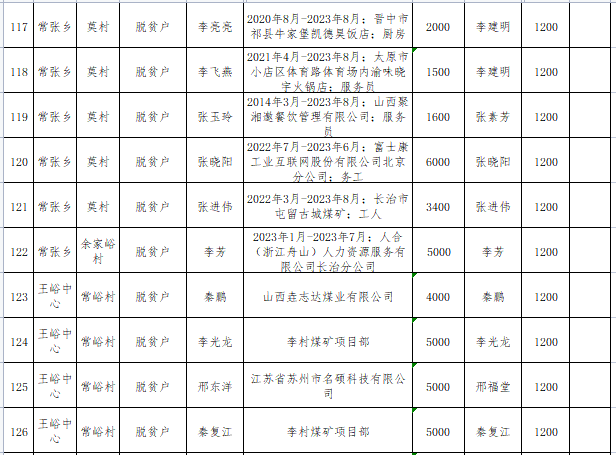 117 常张乡 莫村 脱贫户 李亮亮 2020年8月-2023年8月；晋中市 2000 李建明 1200
祁县牛家堡凯德昊饭店；厨房
118 常张乡 莫村 脱贫户 李飞燕 2021年4月-2023年8月；太原市 1500 李建明 1200
小店区体育路体育场内渝味晓
宇火锅店；服务员
119 常张乡 莫村 脱贫户 张玉玲 2014年3月-2023年8月；山西聚 1600 张素芳 1200
湘遨餐饮管理有限公司；服务
员
120 常张乡 莫村 脱贫户 张晓阳 2022年7月-2023年6月；富士康 6000 张晓阳 1200
工业互联网股份有限公司北京
分公司；务工
121 常张乡 莫村 脱贫户 张进伟 2022年3月-2023年8月；长治市 3400 张进伟 1200
屯留古城煤矿；工人
122 常张乡 余家峪 脱贫户 李芳 2023年1月-2023年7月；人合 5000 李芳 1200
村 （浙江舟山）人力资源服务有
限公司长治分公司
123 王峪中 常峪村 脱贫户 秦鹏 山西垚志达煤业有限公司 4000 秦鹏 1200
心
124 王峪中 常峪村 脱贫户 李光龙 李村煤矿项目部 5000 李光龙 1200
心
125 王峪中 常峪村 脱贫户 邢东洋 江苏省苏州市名硕科技有限公 5000 邢福堂 1200
心 司
126 王峪中 常峪村 脱贫户 秦复江 李村煤矿项目部 5000 秦复江 1200
心